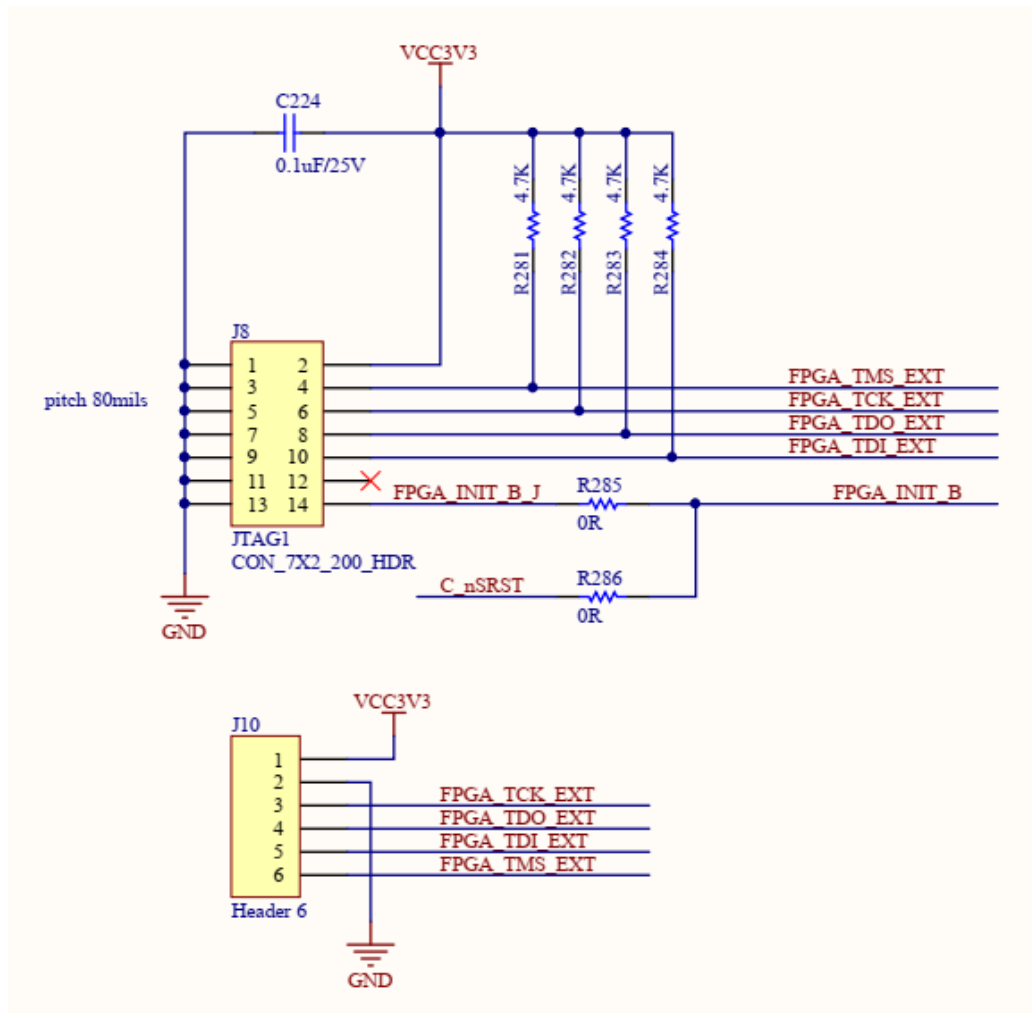 VCC3V3
C224
0.1uF/25V
4.7K 4.7K 4.7K 4.7K
R281 R282 R283 R284
J8
pitch 80mils
1 2
3 4
5 6
7 8
9 10
11 12
13 14
FPGA_TMS_EXT
FPGA_TCK_EXT
FPGA_TDO_EXT
FPGA_TDI_EXT
FPGA_INIT_B_J
R285
0R
FPGA_INIT_B
JTAG1
CON_7X2_200_HDR
C_nSRST
R286
0R
GND
VCC3V3
J10
1
2
3
4
5
6
FPGA_TCK_EXT
FPGA_TDO_EXT
FPGA_TDI_EXT
FPGA_TMS_EXT
Header 6
GND